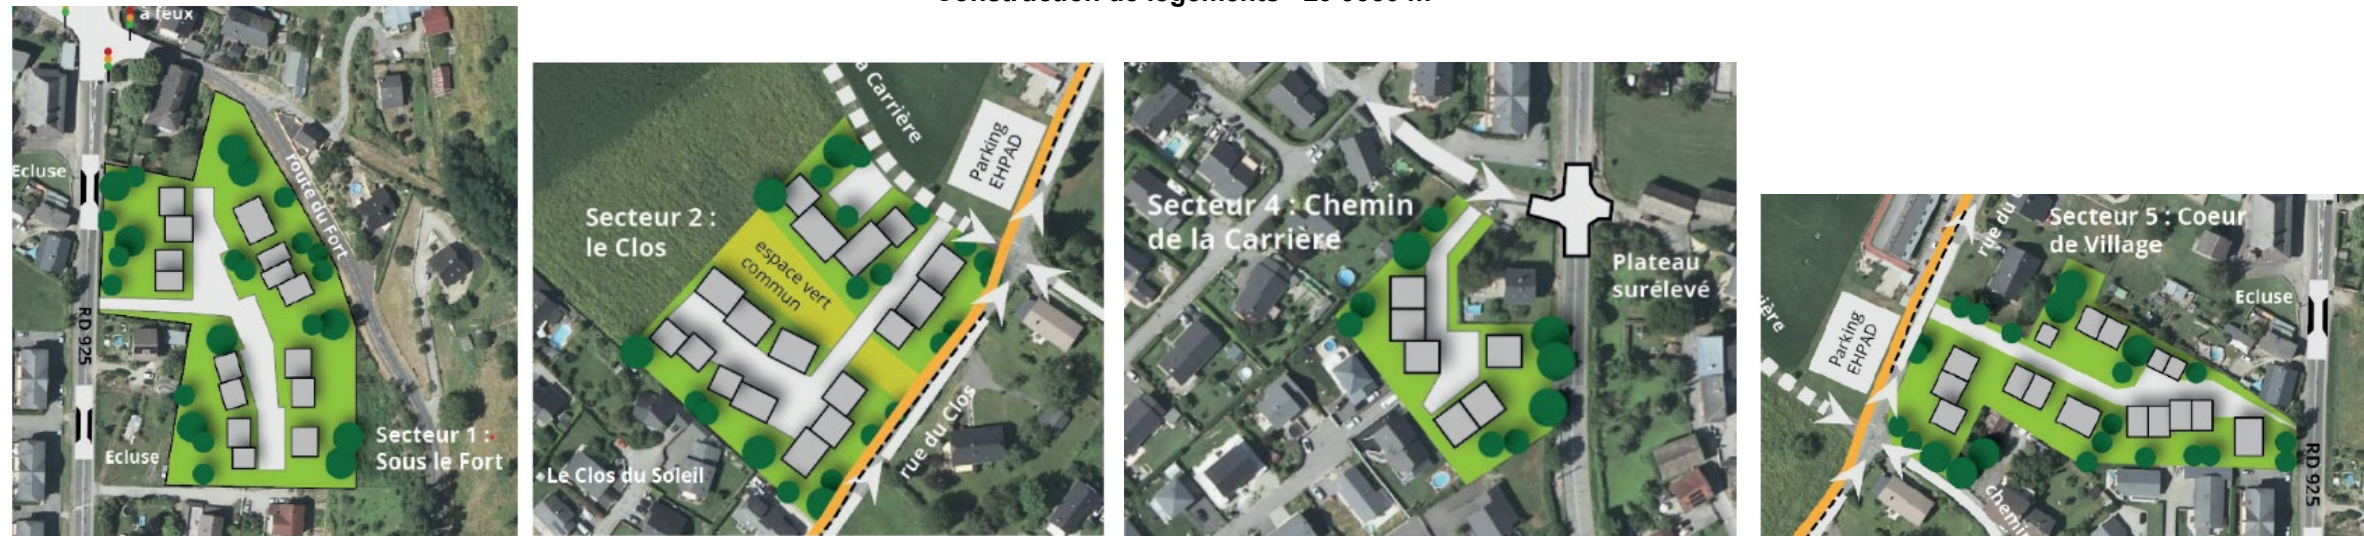 à feux
Ecluse
route du Fort
RD 925
Ecluse
Secteur 1 :
Sous le Fort
Carrière
Parking
EHPAD
Secteur 2 :
le Clos
espace vert
commun
rue du Clos
Le Clos du Soleil
Secteur 4 : Chemin
de la Carrière
Plateau
surélevé
rue du
Secteur 5 : Coeur
de Village
Ecluse
Parking
EHPAD
RD 925